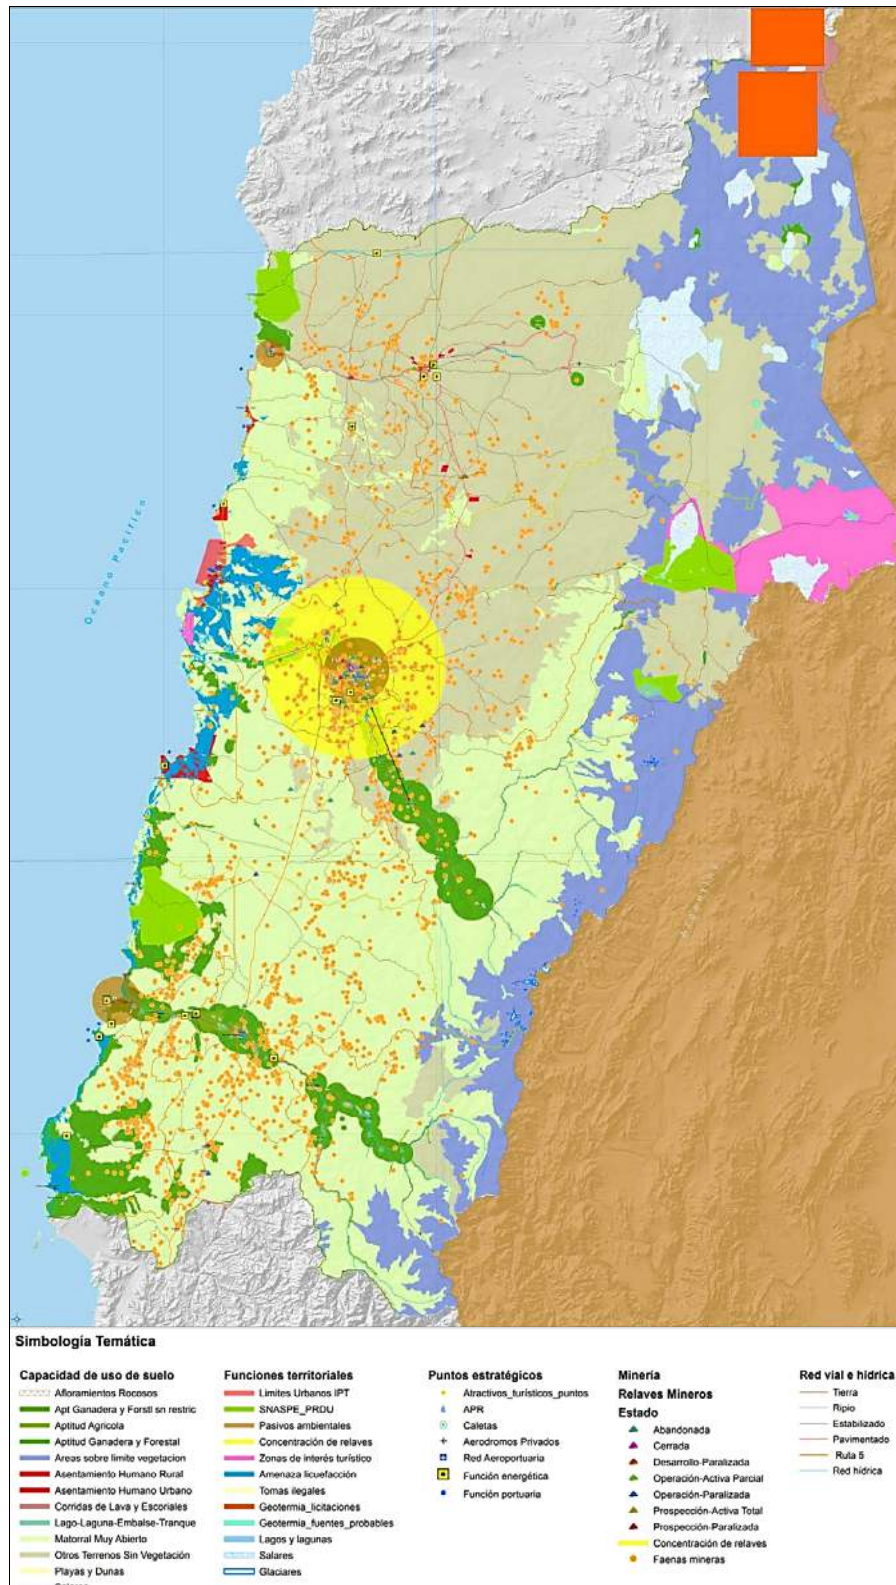 Océano Pacífico
Simbología Temática
Capacidad de uso de suelo
Afloramientos Rocosos
Apt Ganadera y Forstl sn restric
Aptitud Agricola
Aptitud Ganadera y Forestal
Areas sobre limite vegetacion
Asentamiento Humano Rural
Asentamiento Humano Urbano
Corridas de Lava y Escoriales
Lago-Laguna-Embalse-Tranque
Matorral Muy Abierto
Otros Terrenos Sin Vegetación
Playas y Dunas
Funciones territoriales
Limites Urbanos IPT
SNASPE_PRDU
Pasivos ambientales
Concentración de relaves
Zonas de interés turístico
Amenaza licuefacción
Tomas ilegales
Geotermia_licitaciones
Geotermia_fuentes_probables
Lagos y lagunas
Salares
Glaciares
Puntos estratégicos
Atractivos_turísticos_puntos
APR
Caletas
Aerodromos Privados
Red Aeroportuaria
Función energética
Función portuaria
Minería
Relaves Mineros
Estado
Abandonada
Cerrada
Desarrollo-Paralizada
Operación-Activa Parcial
Operación-Paralizada
Prospección-Activa Total
Prospección-Paralizada
Concentración de relaves
Faenas mineras
Red vial e hídrica
Tierra
Ripio
Estabilizado
Pavimentado
Ruta 5
Red hídrica